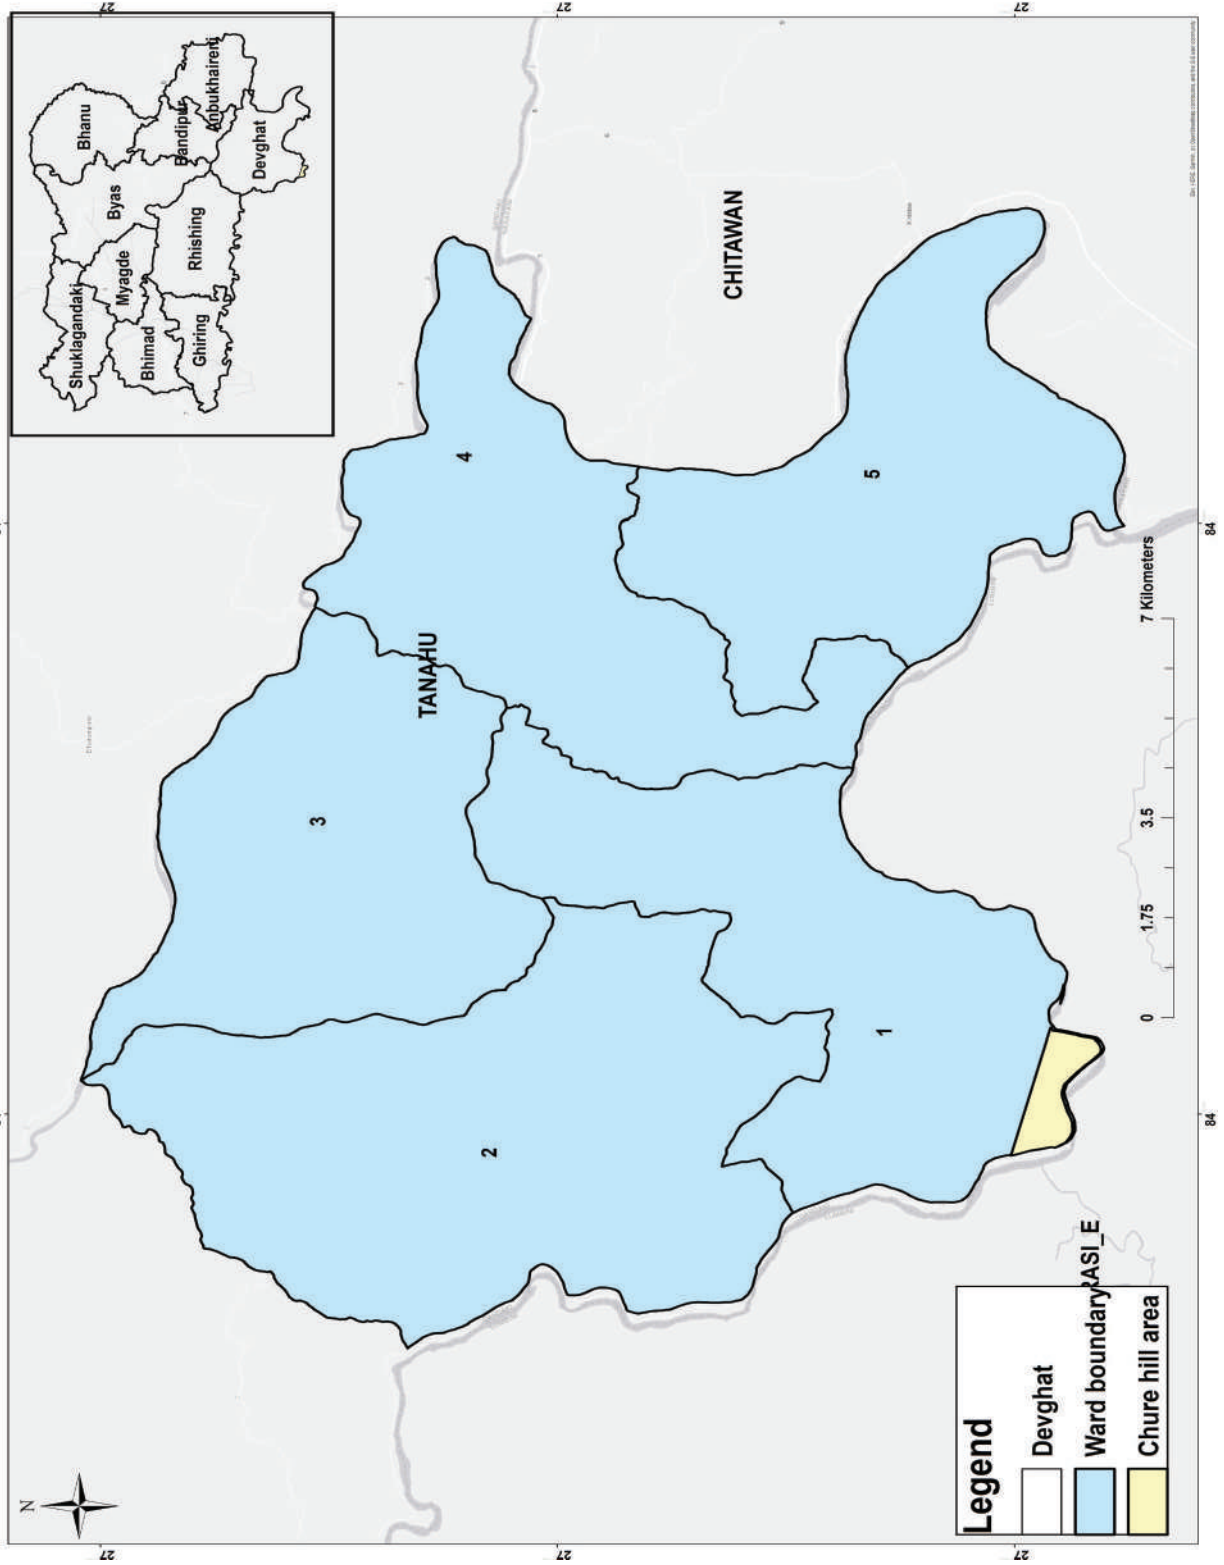 N
27
27
27
84
84
27
27
27
Shuklagandaki
Bhanu
Myagde
Byas
Bandipur
Anbukhaireni
Bhimad
Rhishing
Ghiring
Devghat
TANAHU
CHITAWAN
3
4
2
1
5
Legend
Devghat
Ward boundary
Chure hill area
RASI_E
0 1.75 3.5 7 Kilometers